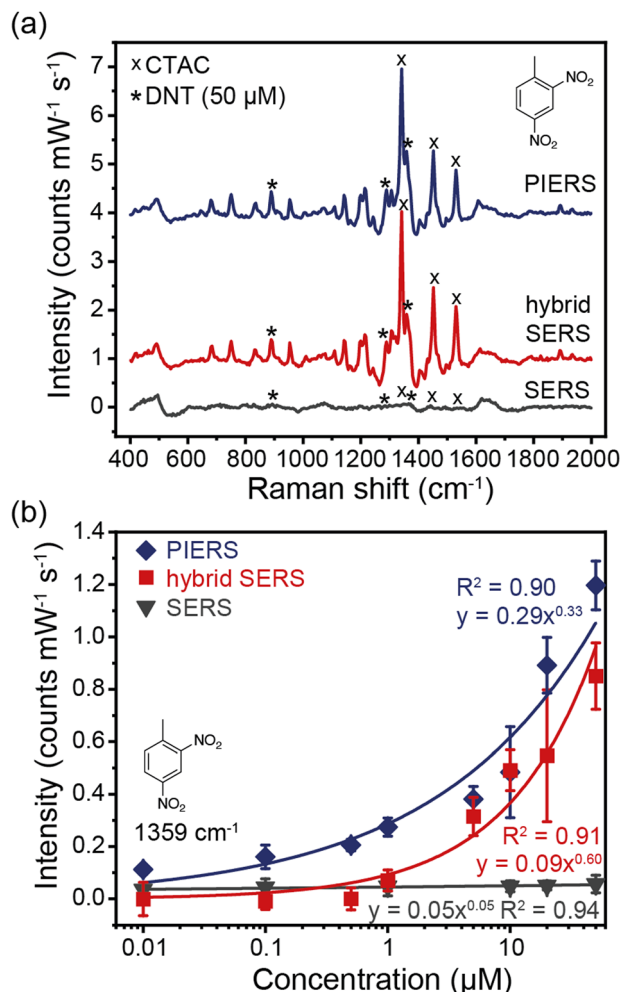 (a)
Intensity (counts mW⁻¹ s⁻¹)
7
6
5
4
3
2
1
0
x CTAC
* DNT (50 µM)
NO₂
NO₂
x
*
x
x
*
*
PIERS
x
*
x
x
*
*
hybrid
SERS
SERS
*
*
x
*
x
x
400 600 800 1000 1200 1400 1600 1800 2000
Raman shift (cm⁻¹)
(b)
Intensity (counts mW⁻¹ s⁻¹)
1.4
1.2
1.0
0.8
0.6
0.4
0.2
0.0
PIERS
hybrid SERS
SERS
R² = 0.90
y = 0.29x⁰·³³
NO₂
NO₂
1359 cm⁻¹
R² = 0.91
y = 0.09x⁰·⁶⁰
y = 0.05x⁰·⁰⁵ R² = 0.94
0.01 0.1 1 10
Concentration (µM)